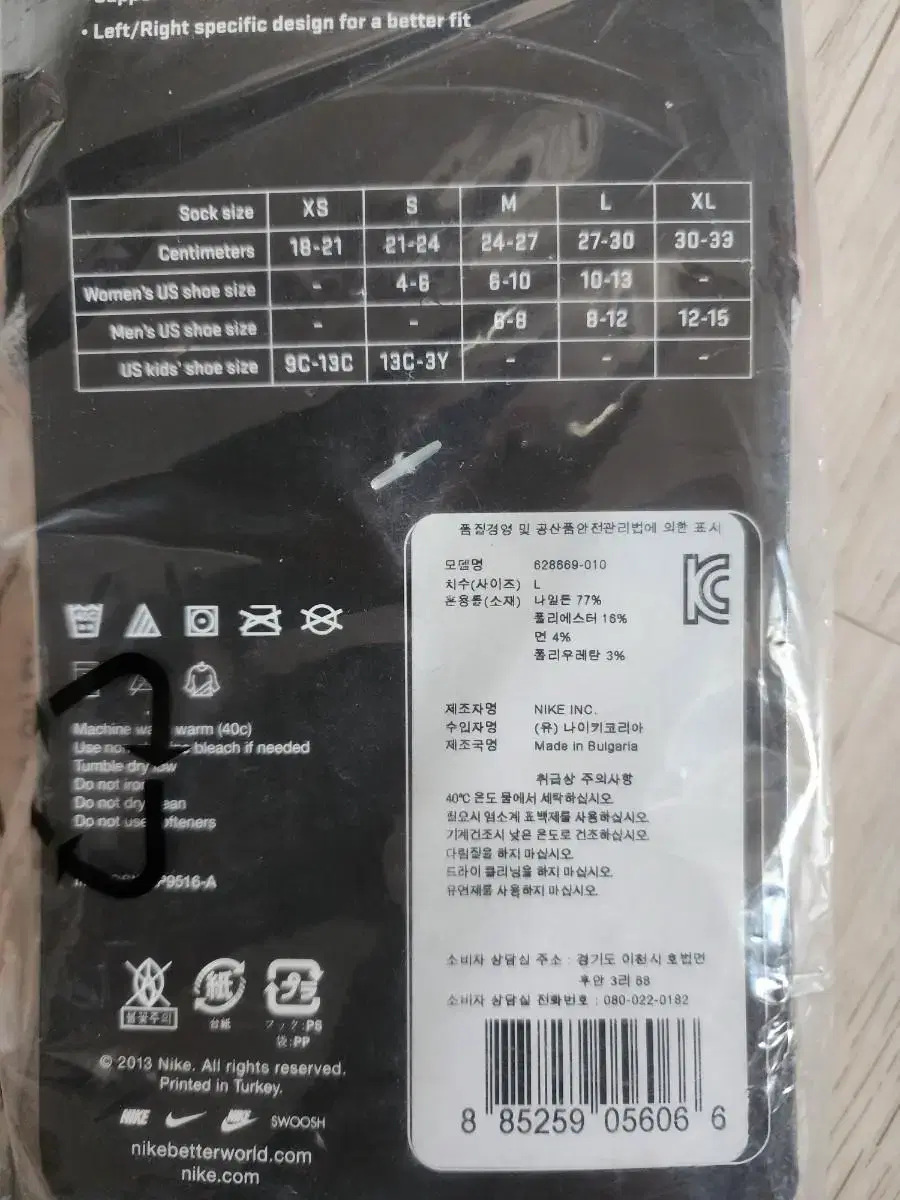 • Left/Right specific design for a better fit
Sock size XS S M L XL
Centimeters 18-21 21-24 24-27 27-30 30-33
Women's US shoe size - 4-6 6-10 10-13 -
Men's US shoe size - - 6-8 8-12 12-15
US kids' shoe size 9C-13C 13C-3Y - - -
품질경영 및 공산품안전관리법에 의한 표시
모델명 628669-010
치수(사이즈) L
혼용률(소재) 나일론 77%
폴리에스터 16%
면 4%
폴리우레탄 3%
제조자명 NIKE INC.
수입자명 (유) 나이키코리아
제조국명 Made in Bulgaria
취급상 주의사항
40℃ 온도 물에서 세탁하십시오
필요시 염소계 표백제를 사용하십시오
기계건조시 낮은 온도로 건조하십시오
다림질을 하지 마십시오
드라이 클리닝을 하지 마십시오.
유연제를 사용하지 마십시오
소비자 상담실 주소 : 경기도 이천시 호법면
후안 3리 68
소비자 상담실 전화번호 : 080-022-0182
8 85259 05606 6
Machine warm (40c)
Use bleach if needed
Tumble dry
Do not iron
Do not dry
Do not use softeners
P9516-A
불꽃주의
紙
台紙
プラ
フック:PS
袋:PP
© 2013 Nike. All rights reserved.
Printed in Turkey.
NIKE NIKE SWOOSH
nikebetterworld.com
nike.com